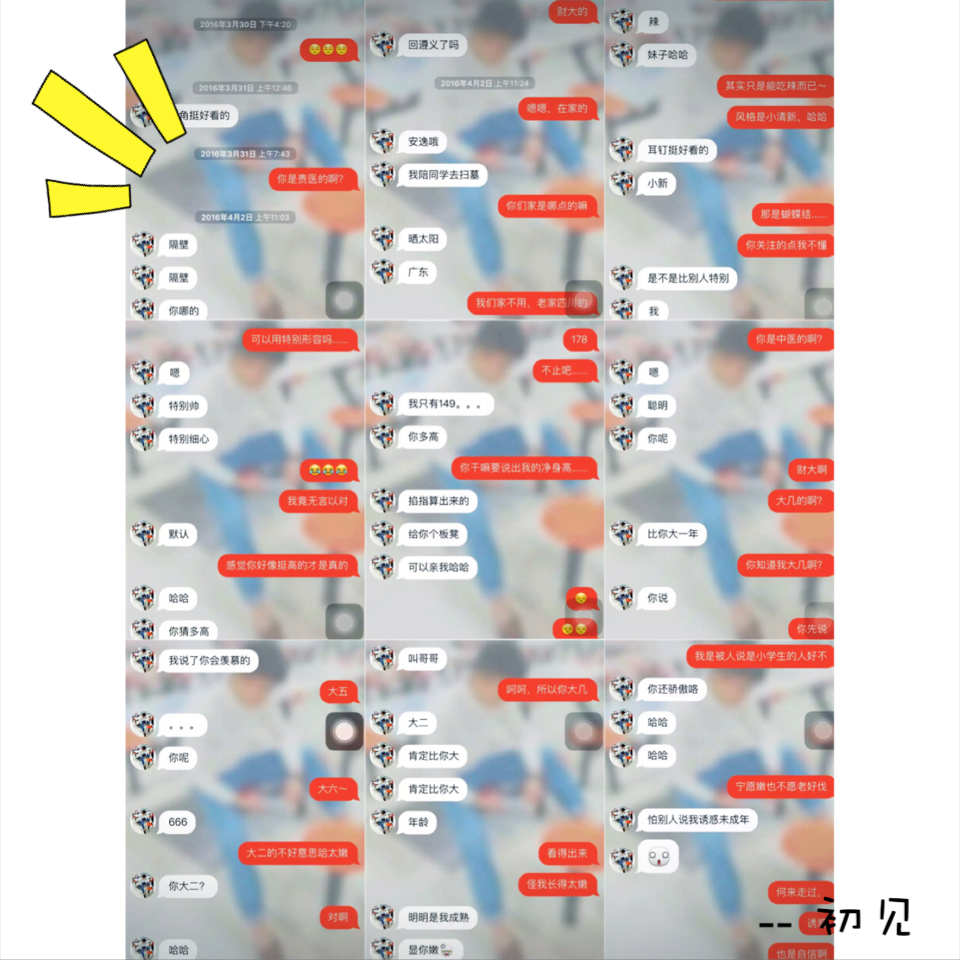 2016年3月30日 下午4:20
2016年3月31日 上午12:46
角挺好看的
2016年3月31日 上午7:43
你是贵医的啊?
2016年4月2日 上午11:03
隔壁
隔壁
你哪的
财大的
回遵义了吗
2016年4月2日 上午11:24
嗯嗯，在家的
安逸哦
我陪同学去扫墓
你们家是哪点的嘛
晒太阳
广东
我们家不用，老家四川的
辣
妹子哈哈
其实只是能吃辣而已～
风格是小清新，哈哈
耳钉挺好看的
小新
那是蝴蝶结......
你关注的点我不懂
是不是比别人特别
我
可以用特别形容吗......
嗯
特别帅
特别细心
我竟无言以对
默认
感觉你好像挺高的才是真的
哈哈
你猜多高
178
不止吧......
我只有149。。。
你多高
你干嘛要说出我的净身高......
掐指算出来的
给你个板凳
可以亲我哈哈
你是中医的啊?
嗯
聪明
你呢
财大啊
大几的啊?
比你大一年
你知道我大几啊?
你说
你先说
我说了你会羡慕的
大五
。。。
你呢
大六～
666
大二的不好意思哈太嫩
你大二?
对啊
哈哈
叫哥哥
呵呵，所以你大几
大二
肯定比你大
肯定比你大
年龄
看得出来
怪我长得太嫩
明明是我成熟
显你嫩
我是被人说是小学生的人好不
你还骄傲咯
哈哈
哈哈
宁愿嫩也不愿老好伐
怕别人说我诱惑未成年
何来走过，
诱
也是自信啊
-- 初见